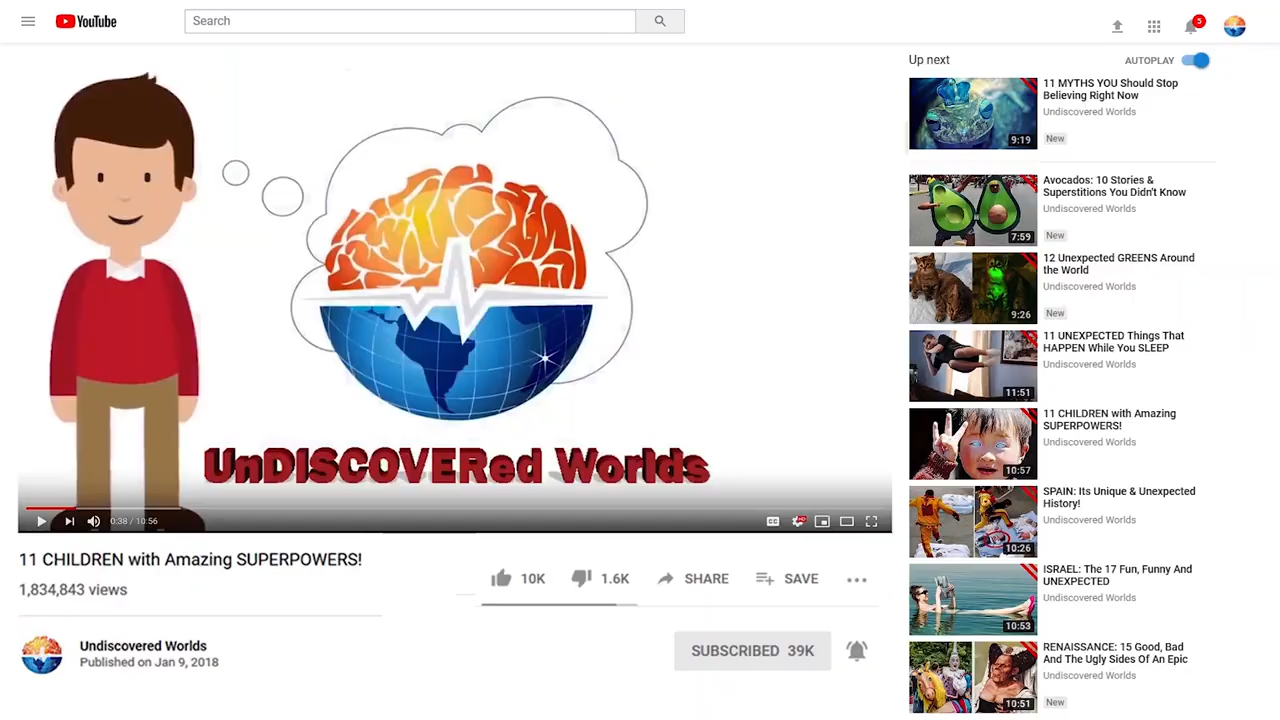 YouTube
Search
5
UnDISCOVERed Worlds
0:38 / 10:56
CC
HD
11 CHILDREN with Amazing SUPERPOWERS!
1,834,843 views
10K
1.6K
SHARE
SAVE
Undiscovered Worlds
Published on Jan 9, 2018
SUBSCRIBED 39K
Up next
AUTOPLAY
9:19
11 MYTHS YOU Should Stop
Believing Right Now
Undiscovered Worlds
New
7:59
Avocados: 10 Stories &
Superstitions You Didn't Know
Undiscovered Worlds
New
9:26
12 Unexpected GREENS Around
the World
Undiscovered Worlds
New
11:51
11 UNEXPECTED Things That
HAPPEN While You SLEEP
Undiscovered Worlds
10:57
11 CHILDREN with Amazing
SUPERPOWERS!
Undiscovered Worlds
10:26
SPAIN: Its Unique & Unexpected
History!
Undiscovered Worlds
10:53
ISRAEL: The 17 Fun, Funny And
UNEXPECTED
Undiscovered Worlds
10:51
RENAISSANCE: 15 Good, Bad
And The Ugly Sides Of An Epic
Undiscovered Worlds
New